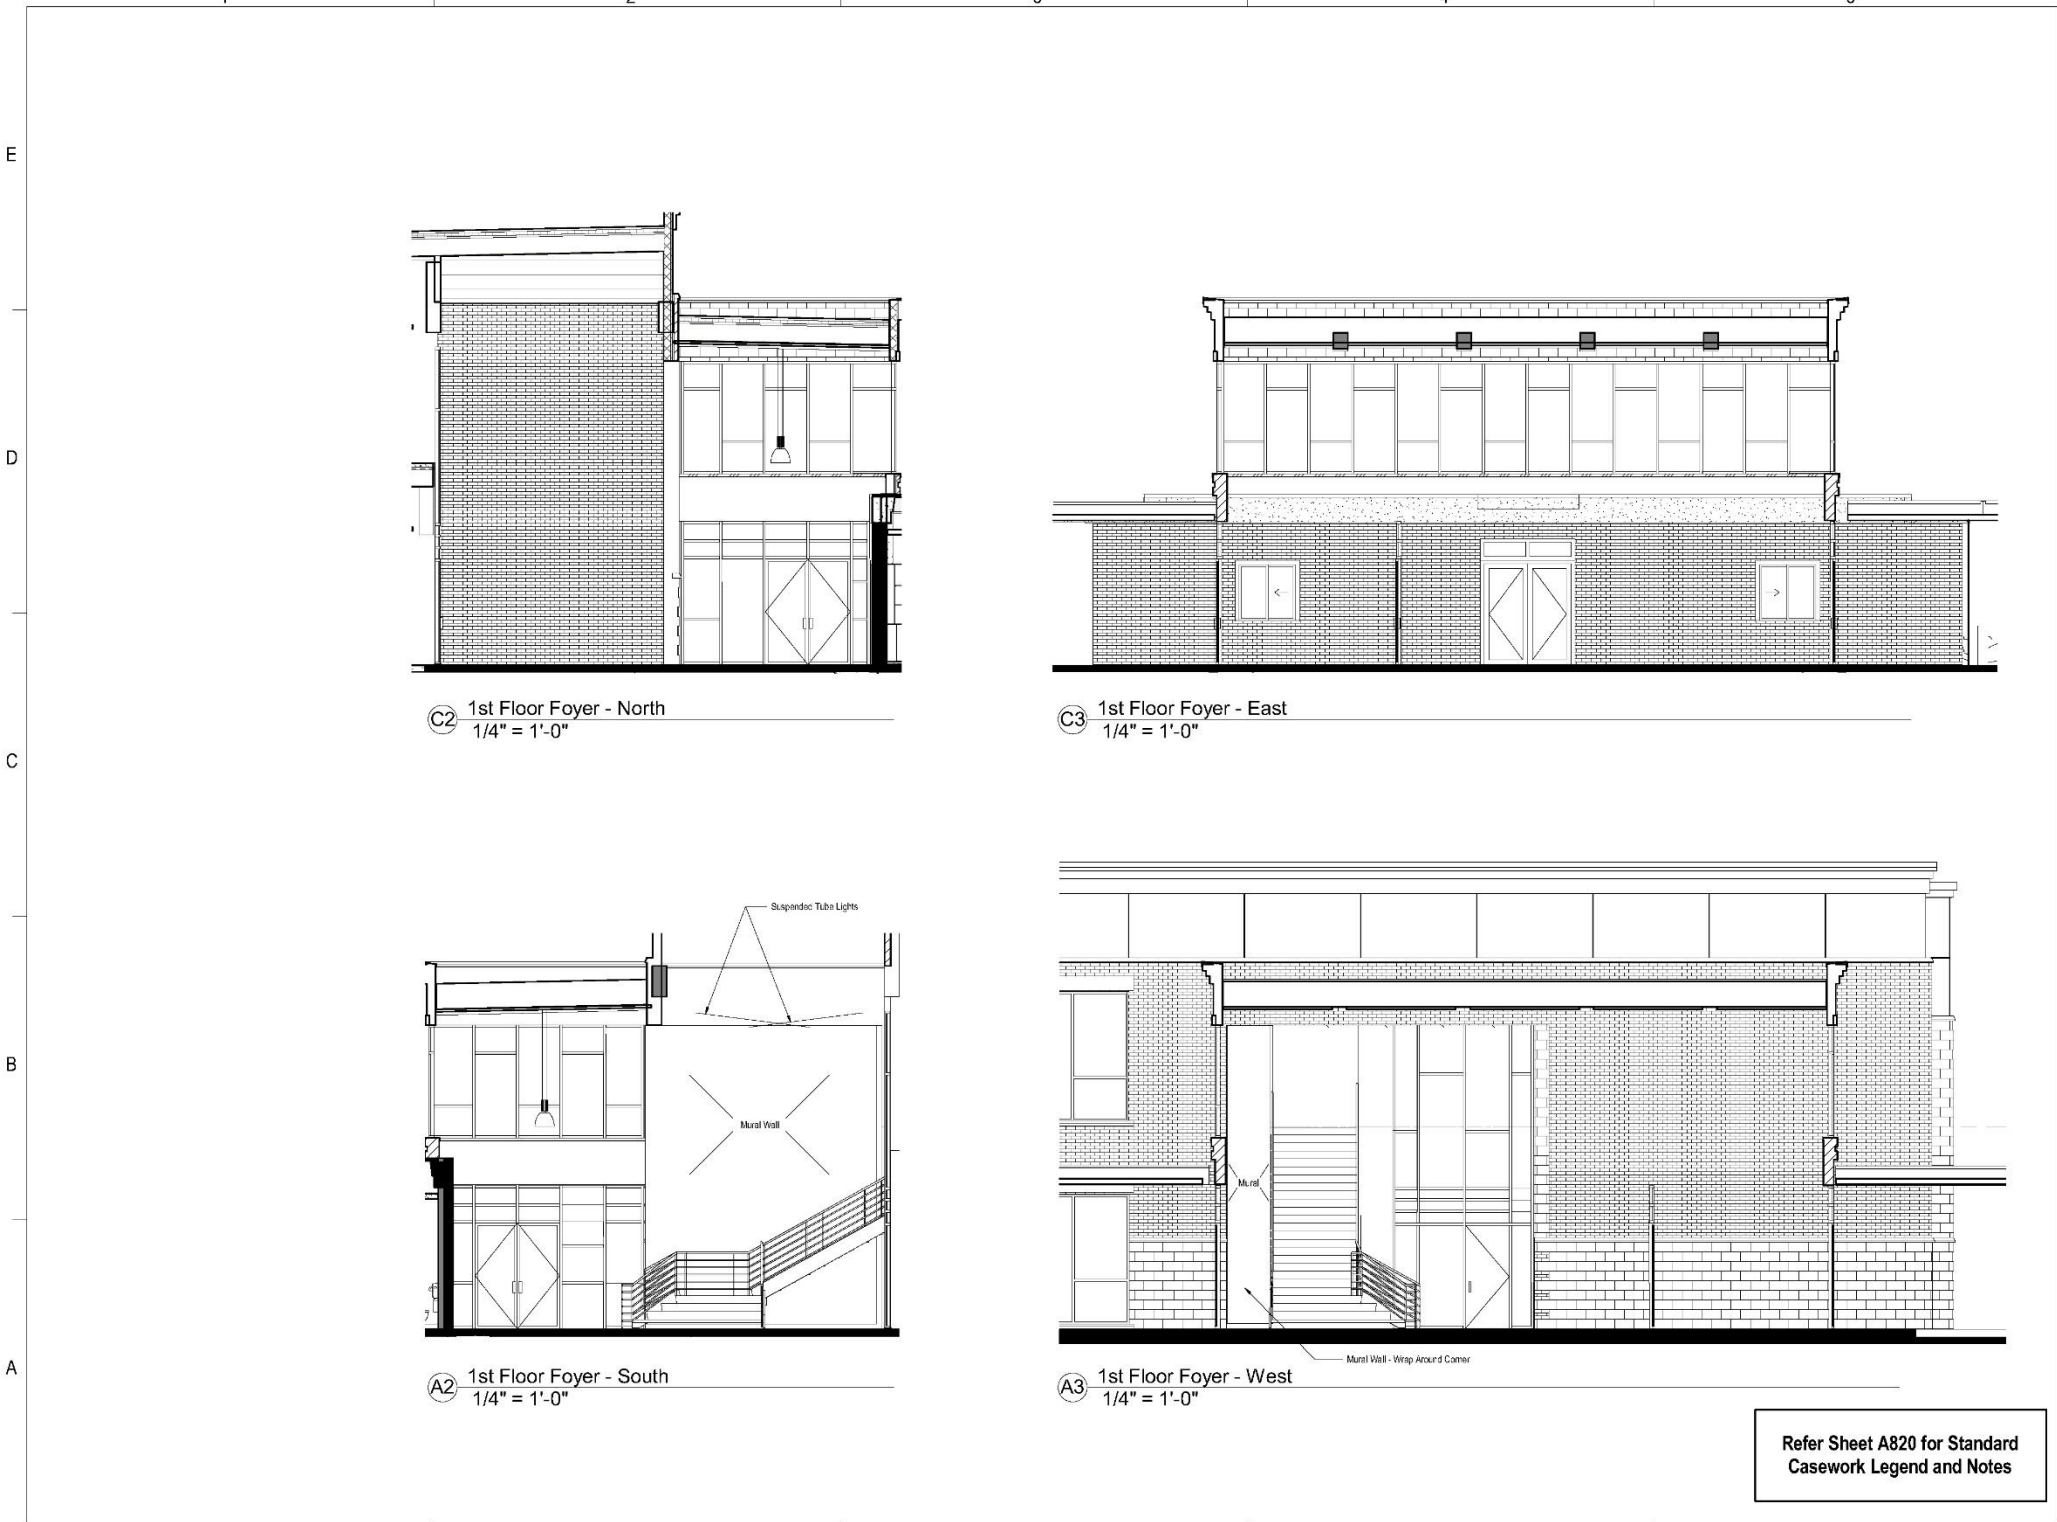 E
D
C2 1st Floor Foyer - North
1/4" = 1'-0"
C3 1st Floor Foyer - East
1/4" = 1'-0"
C
Suspended Tube Lights
B
Mural Wall
Mural
Mural Wall - Wrap Around Corner
A
A2 1st Floor Foyer - South
1/4" = 1'-0"
A3 1st Floor Foyer - West
1/4" = 1'-0"
Refer Sheet A820 for Standard
Casework Legend and Notes